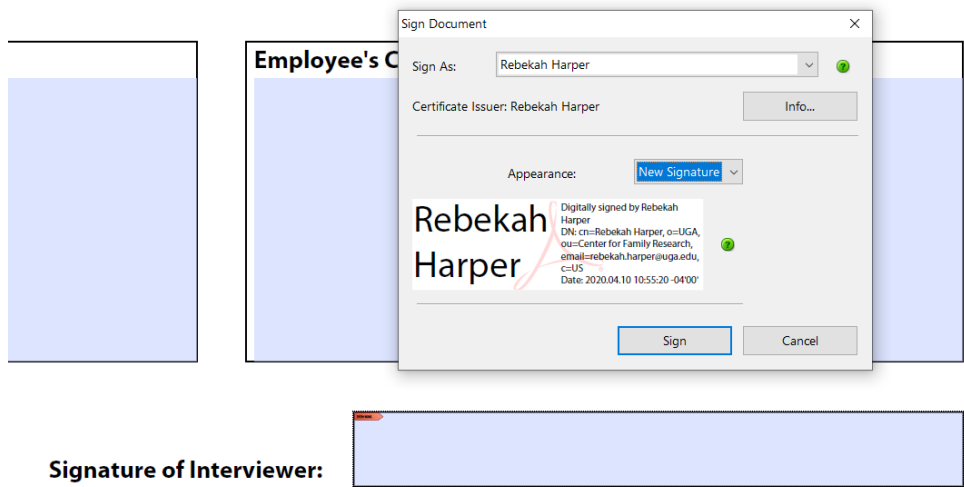 Sign Document
Employee's C
Sign As:
Rebekah Harper
Certificate Issuer: Rebekah Harper
Info...
Appearance:
New Signature
Rebekah
Harper
Digitally signed by Rebekah
Harper
DN: cn=Rebekah Harper, o=UGA,
ou=Center for Family Research,
email=rebekah.harper@uga.edu,
c=US
Date: 2020.04.10 10:55:20 -04'00'
Sign
Cancel
Signature of Interviewer: